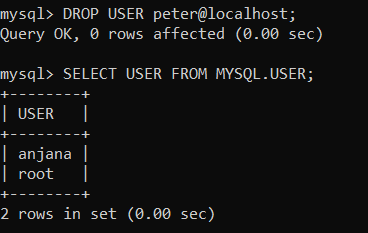 mysql> DROP USER peter@localhost;
Query OK, 0 rows affected (0.00 sec)
mysql> SELECT USER FROM MYSQL.USER;
+--------+
| USER   |
+--------+
| anjana |
| root   |
+--------+
2 rows in set (0.00 sec)